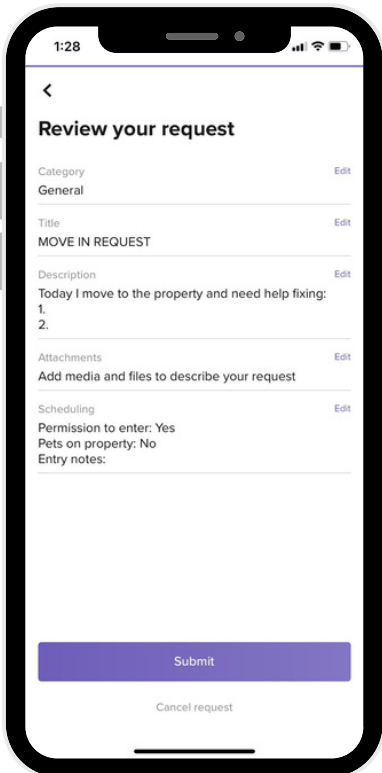 1:28
Review your request
Category
Edit
General
Title
Edit
MOVE IN REQUEST
Description
Edit
Today I move to the property and need help fixing:
1.
2.
Attachments
Edit
Add media and files to describe your request
Scheduling
Edit
Permission to enter: Yes
Pets on property: No
Entry notes:
Submit
Cancel request